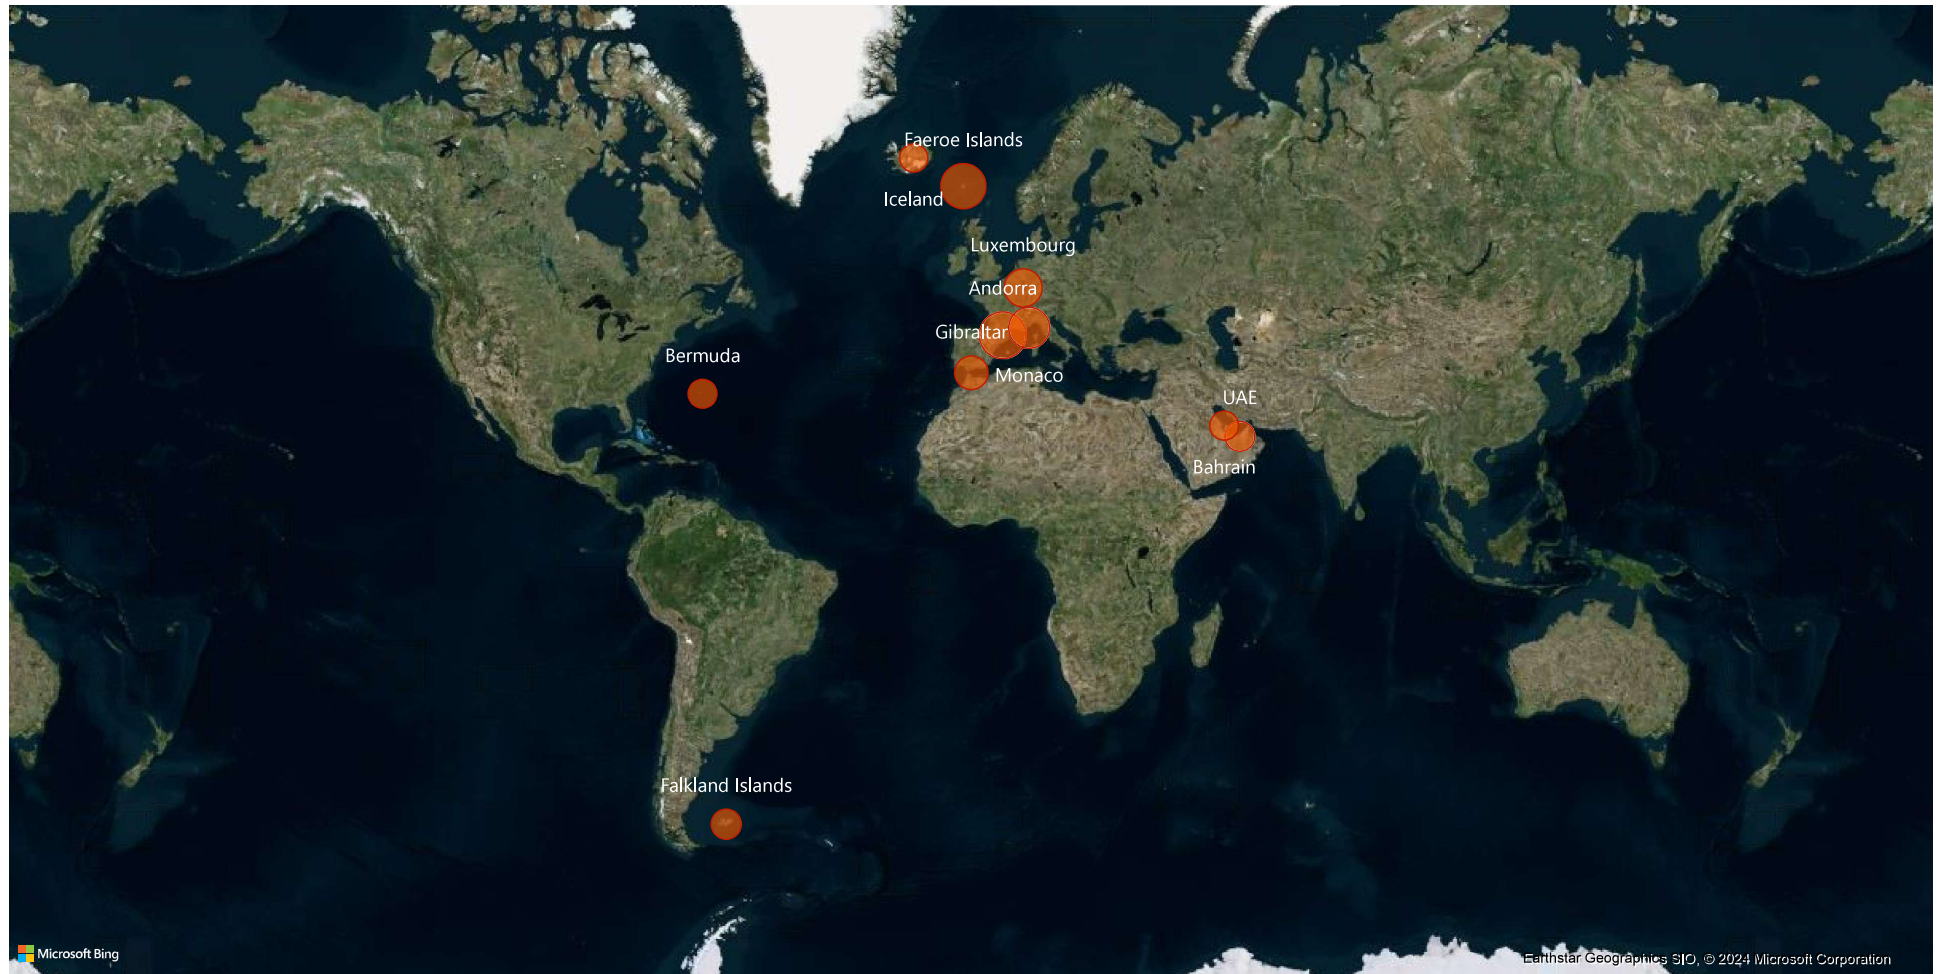 Faeroe Islands
Iceland
Luxembourg
Andorra
Gibraltar
Bermuda
Monaco
UAE
Bahrain
Falkland Islands
Microsoft Bing
Earthstar Geographics SIO, © 2024 Microsoft Corporation